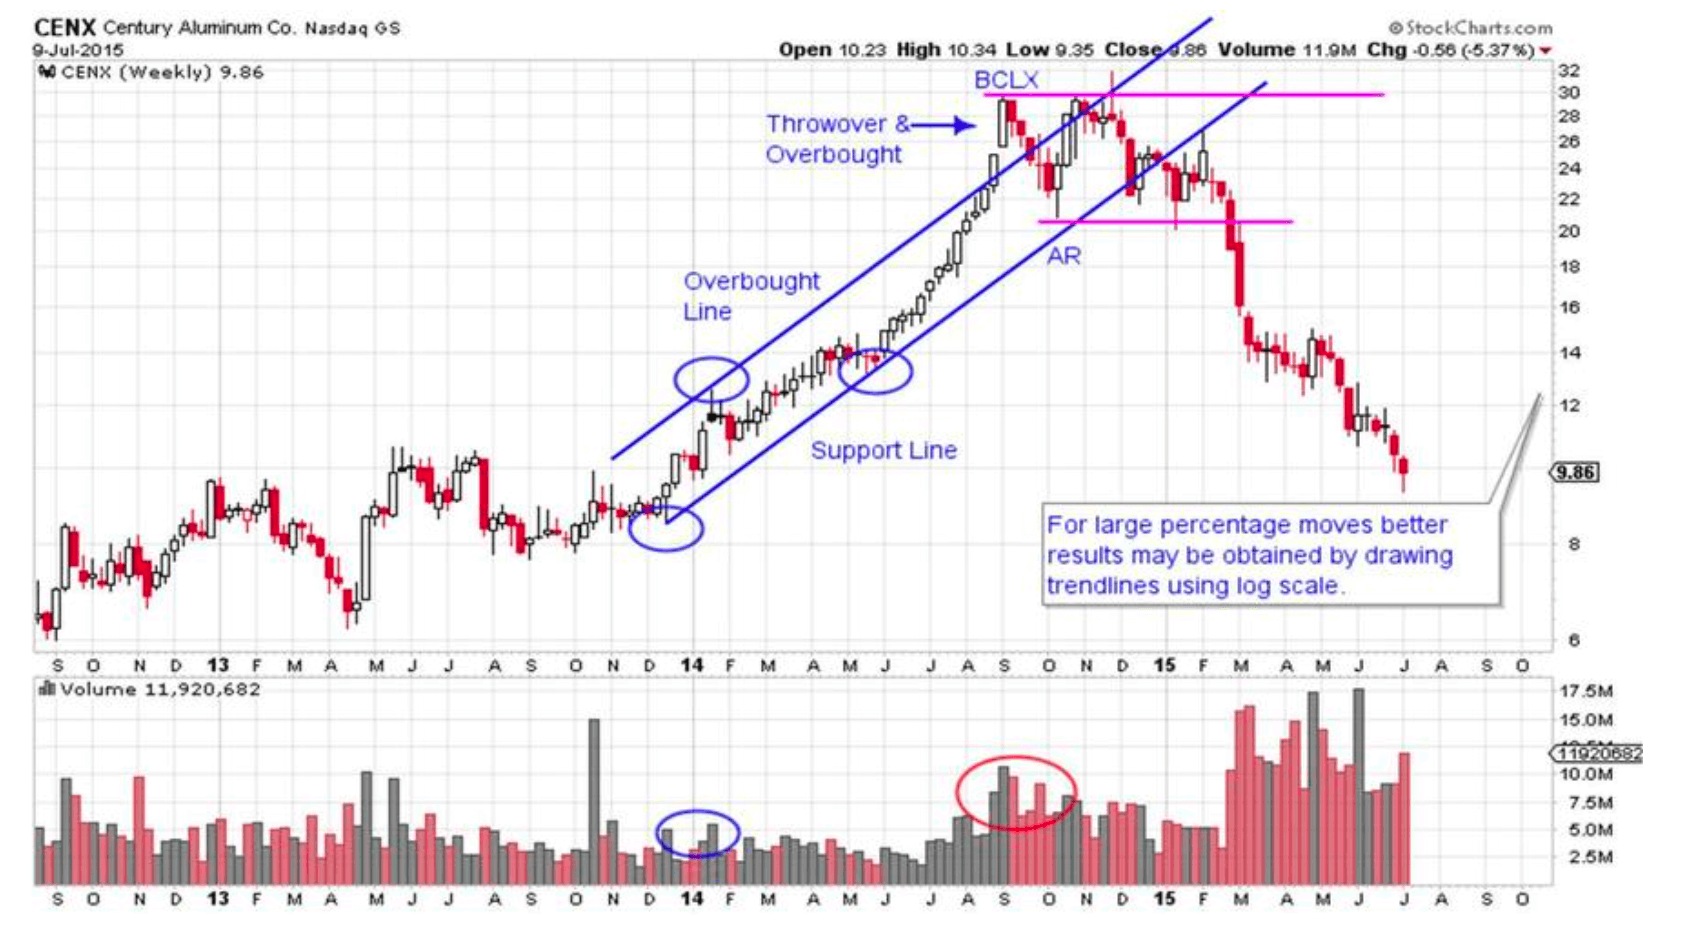 CENX Century Aluminum Co. Nasdaq GS
© StockCharts.com
9-Jul-2015
Open 10.23 High 10.34 Low 9.35 Close 9.86 Volume 11.9M Chg -0.56 (-5.37%)
CENX (Weekly) 9.86
BCLX
Throwover &
Overbought
Overbought
Line
AR
Support Line
For large percentage moves better
results may be obtained by drawing
trendlines using log scale.
32
30
28
26
24
22
20
18
16
14
12
9.86
8
6
S O N D 13 F M A M J J A S O N D 14 F M A M J J A S O N D 15 F M A M J J A S O
Volume 11,920,682
17.5M
15.0M
11920682
10.0M
7.5M
5.0M
2.5M
S O N D 13 F M A M J J A S O N D 14 F M A M J J A S O N D 15 F M A M J J A S O